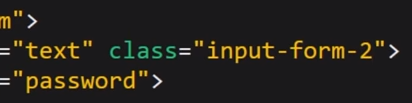 m">
="text" class="input-form-2">
="password">